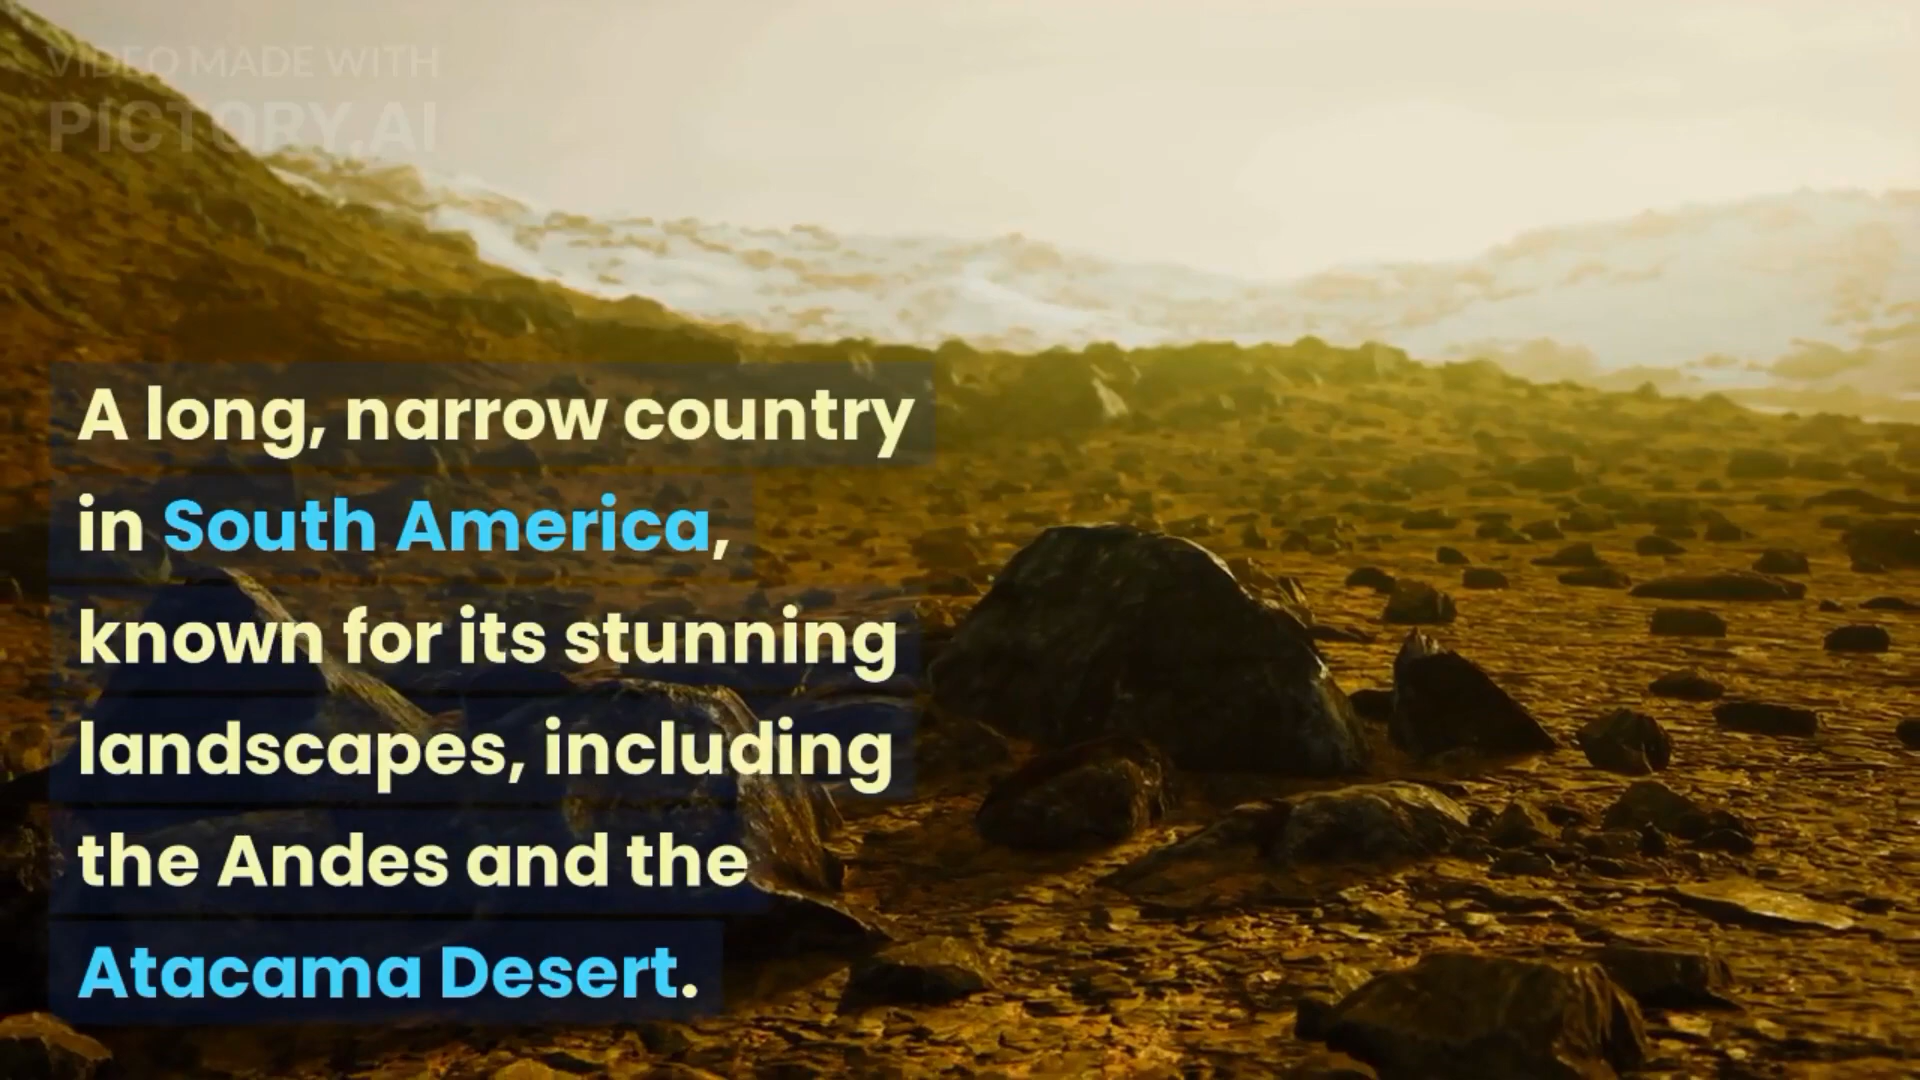 VIDEO MADE WITH
PICTORY.AI
A long, narrow country
in South America,
known for its stunning
landscapes, including
the Andes and the
Atacama Desert.